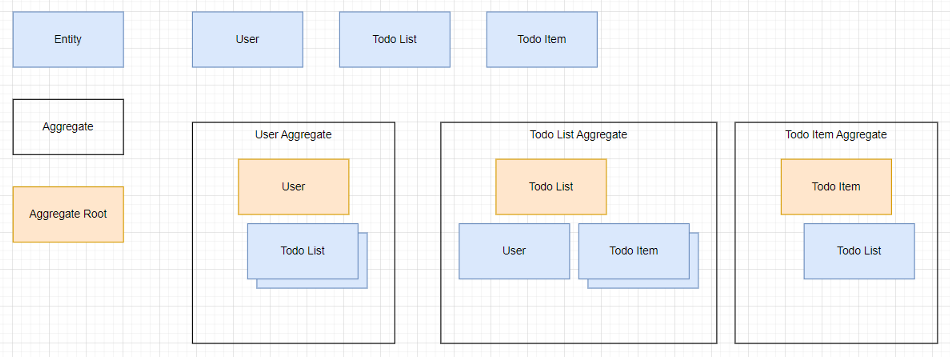 Entity
User
Todo List
Todo Item
Aggregate
Aggregate Root
User Aggregate
User
Todo List
Todo List Aggregate
Todo List
User
Todo Item
Todo Item Aggregate
Todo Item
Todo List